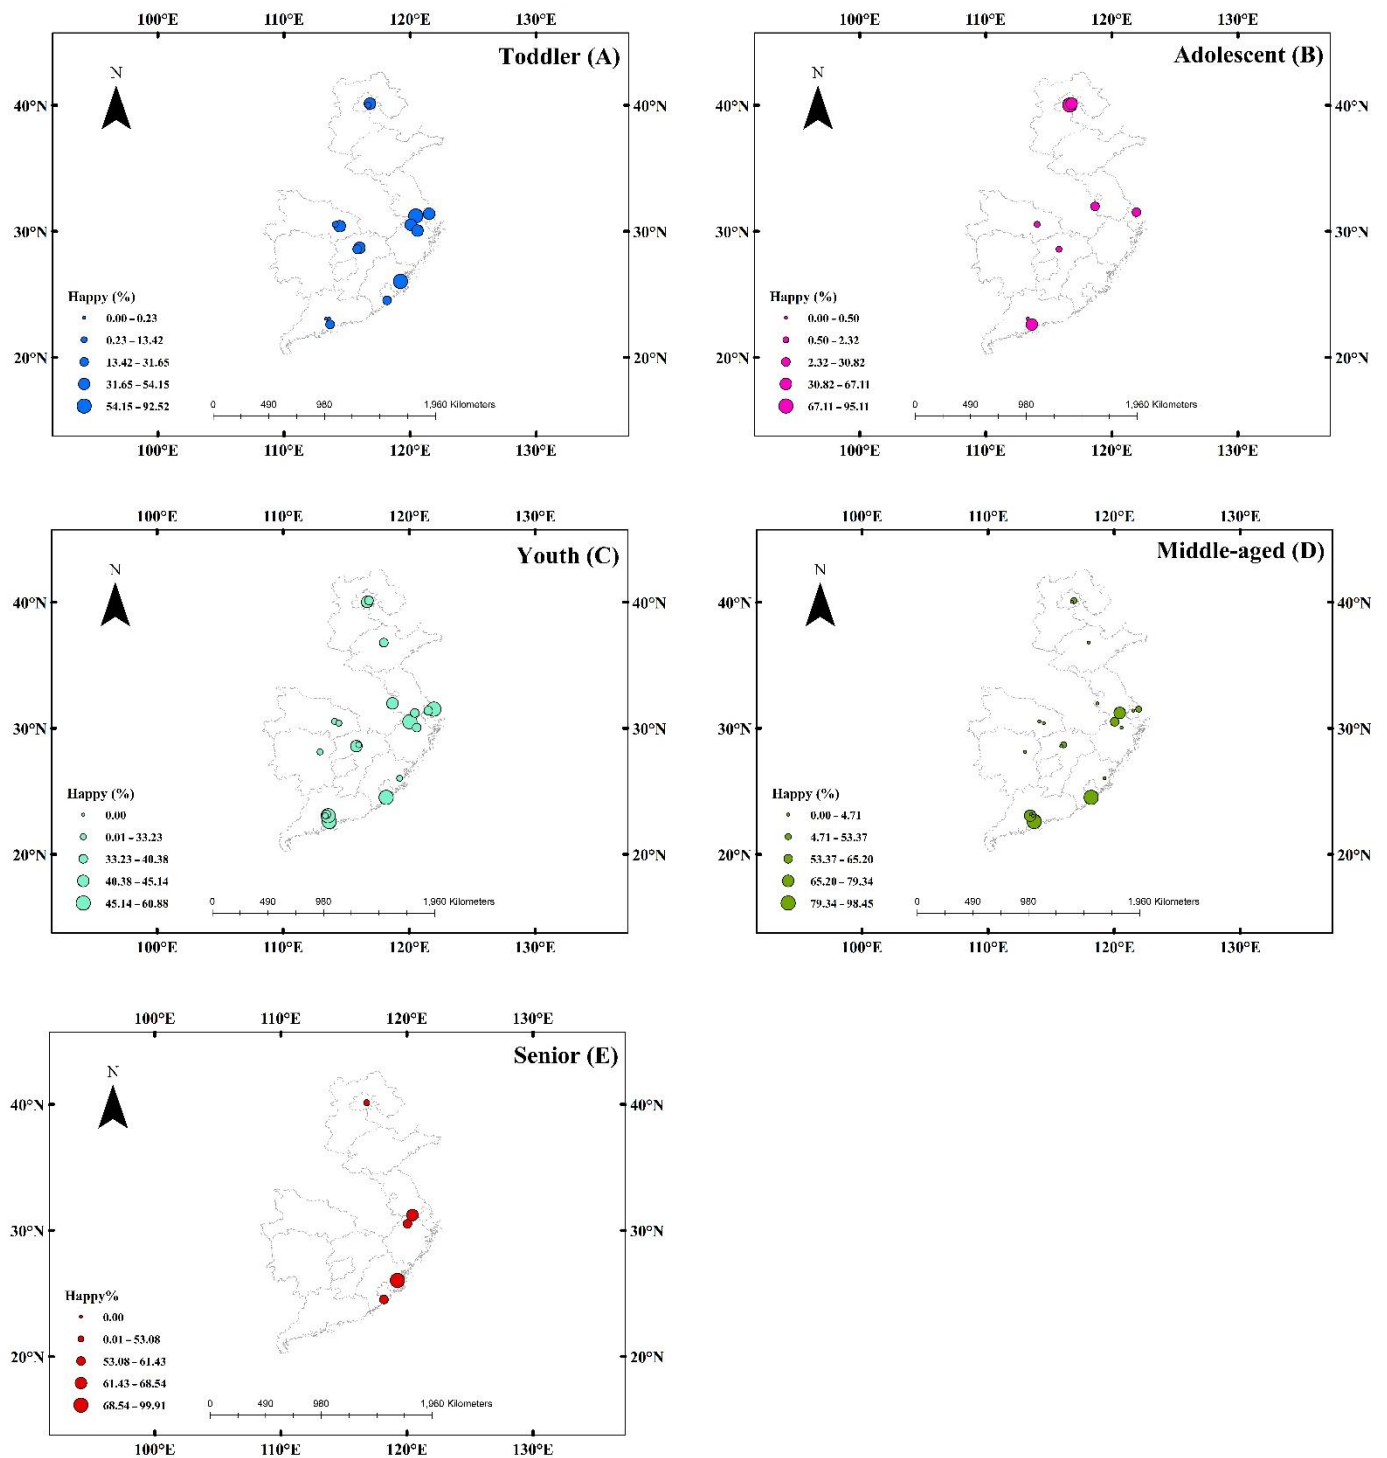 100°E 110°E 120°E 130°E
Toddler (A)
N
40°N
30°N
20°N
Happy (%)
0.00 – 0.23
0.23 – 13.42
13.42 – 31.65
31.65 – 54.15
54.15 – 92.52
0 490 980 1,960 Kilometers
100°E 110°E 120°E 130°E
100°E 110°E 120°E 130°E
Adolescent (B)
N
40°N 40°N
30°N 30°N
20°N 20°N
Happy (%)
0.00 – 0.50
0.50 – 2.32
2.32 – 30.82
30.82 – 67.11
67.11 – 95.11
0 490 980 1,960 Kilometers
100°E 110°E 120°E 130°E
100°E 110°E 120°E 130°E
Youth (C)
N
40°N 40°N
30°N 30°N
20°N 20°N
Happy (%)
0.00
0.01 – 33.23
33.23 – 40.38
40.38 – 45.14
45.14 – 60.88
0 490 980 1,960 Kilometers
100°E 110°E 120°E 130°E
100°E 110°E 120°E 130°E
Middle-aged (D)
N
40°N
30°N
20°N
Happy (%)
0.00 – 4.71
4.71 – 53.37
53.37 – 65.20
65.20 – 79.34
79.34 – 98.45
0 490 980 1,960 Kilometers
100°E 110°E 120°E 130°E
100°E 110°E 120°E 130°E
Senior (E)
N
40°N 40°N
30°N 30°N
20°N 20°N
Happy%
0.00
0.01 – 53.08
53.08 – 61.43
61.43 – 68.54
68.54 – 99.91
0 490 980 1,960 Kilometers
100°E 110°E 120°E 130°E